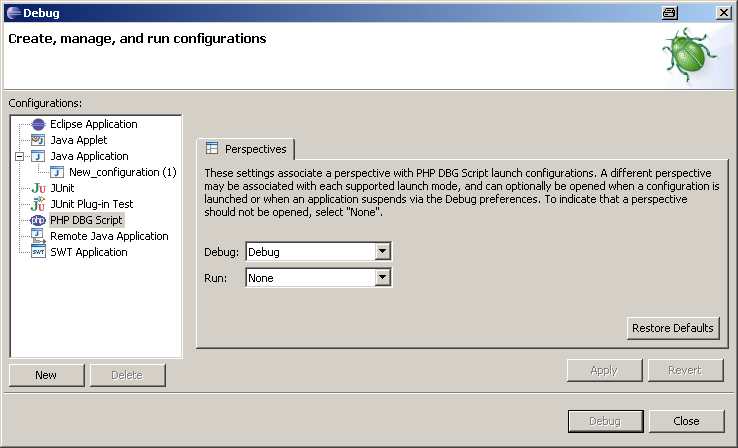 Debug
Create, manage, and run configurations
Configurations:
Eclipse Application
Java Applet
Java Application
New_configuration (1)
JUnit
JUnit Plug-in Test
PHP DBG Script
Remote Java Application
SWT Application
New
Delete
Perspectives
These settings associate a perspective with PHP DBG Script launch configurations. A different perspective
may be associated with each supported launch mode, and can optionally be opened when a configuration is
launched or when an application suspends via the Debug preferences. To indicate that a perspective
should not be opened, select "None".
Debug: Debug
Run: None
Restore Defaults
Apply
Revert
Debug
Close